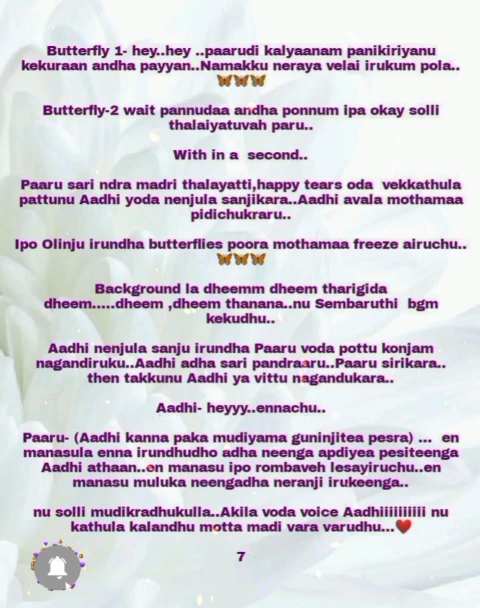 Butterfly 1- hey..hey ..paarudi kalyaanam panikiriyanu
kekuraan andha payyan..Namakku neraya velai irukum pola..
🦋🦋🦋
Butterfly-2 wait pannudaa andha ponnum ipa okay solli
thalaiyatuvah paru..
With in a second..
Paaru sari ndra madri thalayatti,happy tears oda vekkathula
pattunu Aadhi yoda nenjula sanjikara..Aadhi avala mothamaa
pidichukraru..
Ipo Olinju irundha butterflies poora mothamaa freeze airuchu..
🦋🦋🦋
Background la dheemm dheem tharigida
dheem.....dheem ,dheem thanana..nu Sembaruthi bgm
kekudhu..
Aadhi nenjula sanju irundha Paaru voda pottu konjam
nagandiruku..Aadhi adha sari pandraaru..Paaru sirikara..
then takkunu Aadhi ya vittu nagandukara..
Aadhi- heyyy..ennachu..
Paaru- (Aadhi kanna paka mudiyama guninjitea pesra) ... en
manasula enna irundhudho adha neenga apdiyea pesiteenga
Aadhi athaan..en manasu ipo rombaveh lesayiruchu..en
manasu muluka neengadha neranji irukeenga..
nu solli mudikradhukulla..Akila voda voice Aadhiiiiiiiiii nu
kathula kalandhu motta madi vara varudhu...❤️
7